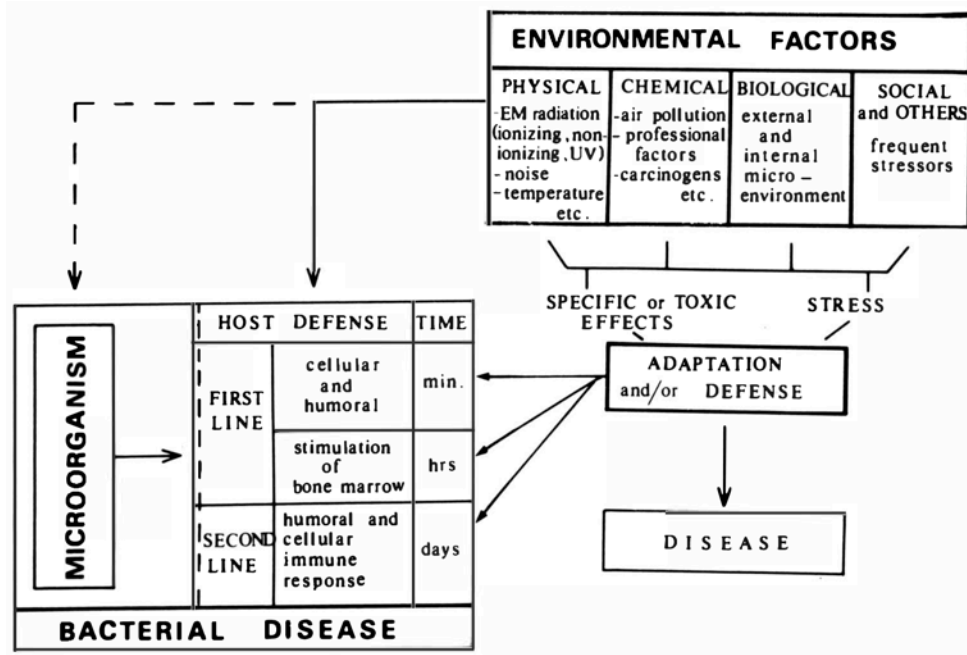 ENVIRONMENTAL FACTORS
PHYSICAL
-EM radiation
(ionizing, non-
ionizing, UV)
- noise
- temperature
etc.
CHEMICAL
- air pollution
- professional
factors
- carcinogens
etc.
BIOLOGICAL
external
and
internal
micro-
environment
SOCIAL
and OTHERS
frequent
stressors
SPECIFIC or TOXIC
EFFECTS
STRESS
ADAPTATION
and/or DEFENSE
DISEASE
MICROORGANISM
HOST DEFENSE
TIME
FIRST
LINE
cellular
and
humoral
min.
stimulation
of
bone marrow
hrs
SECOND
LINE
humoral and
cellular
immune
response
days
BACTERIAL DISEASE